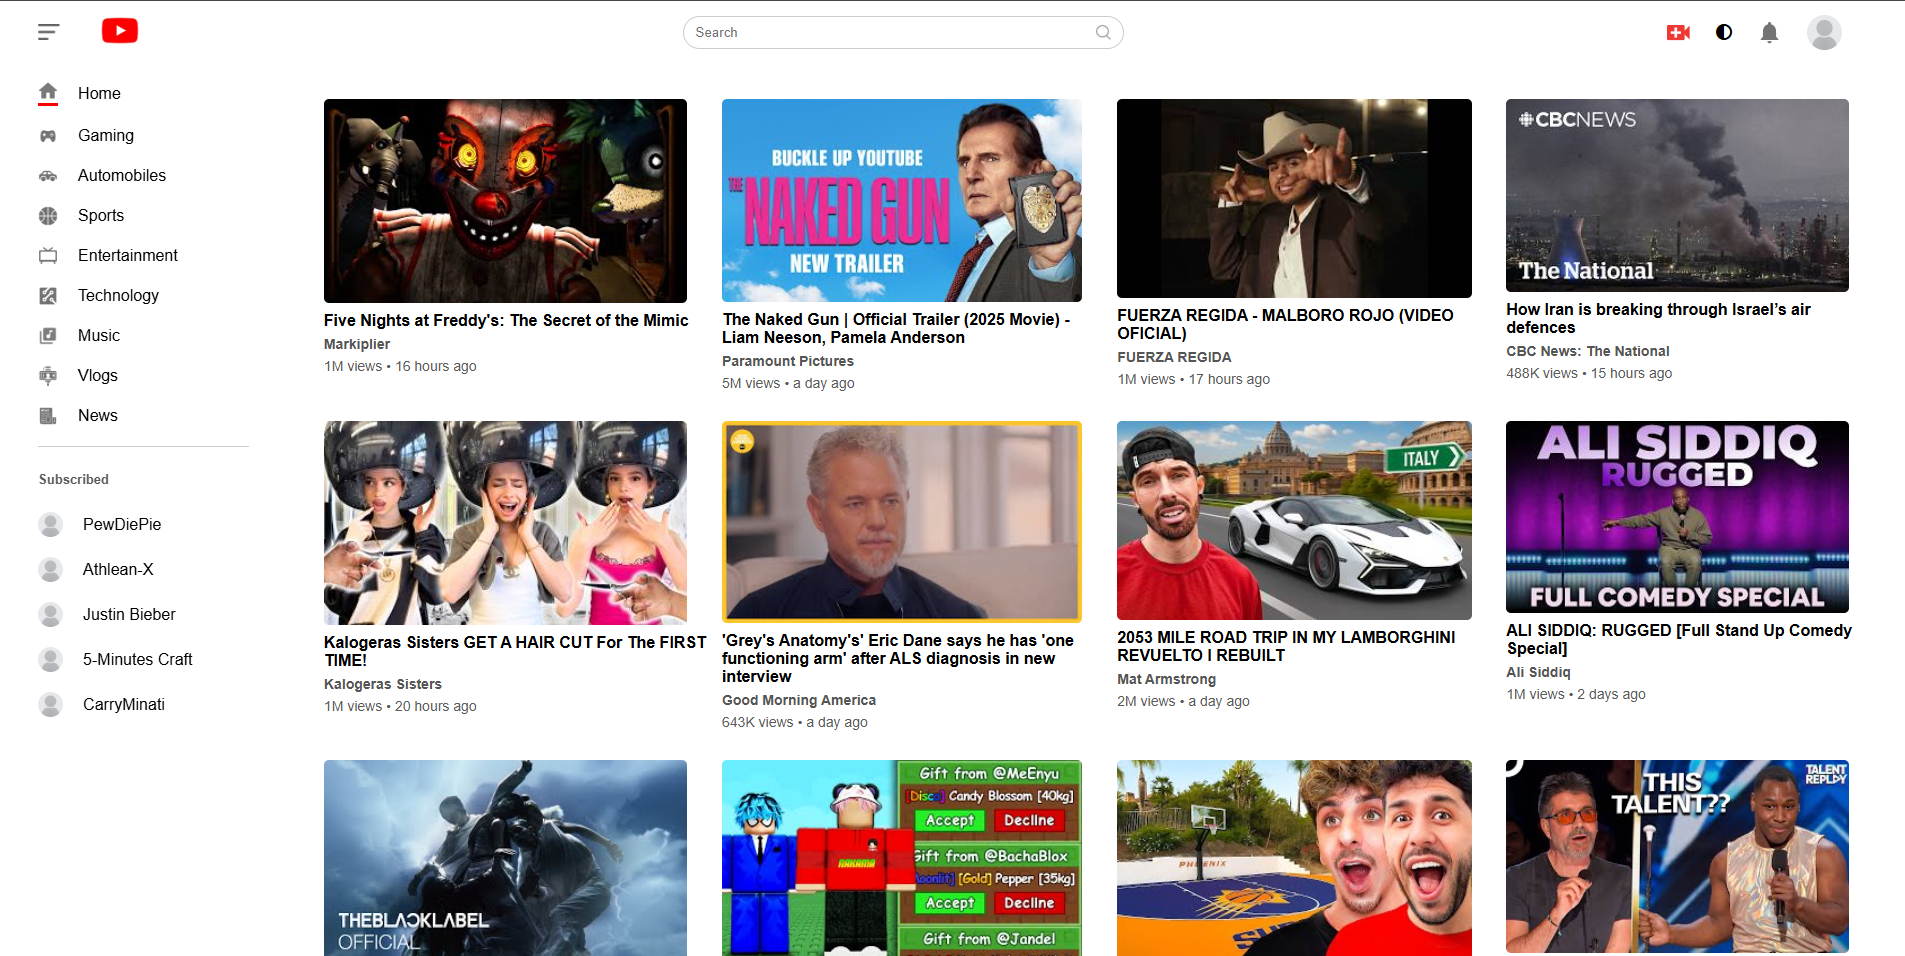 Search
Home
Gaming
Automobiles
Sports
Entertainment
Technology
Music
Vlogs
News
Subscribed
PewDiePie
Athlean-X
Justin Bieber
5-Minutes Craft
CarryMinati
Five Nights at Freddy's: The Secret of the Mimic
Markiplier
1M views • 16 hours ago
BUCKLE UP YOUTUBE
THE
NAKED GUN
NEW TRAILER
The Naked Gun | Official Trailer (2025 Movie) -
Liam Neeson, Pamela Anderson
Paramount Pictures
5M views • a day ago
FUERZA REGIDA - MALBORO ROJO (VIDEO
OFICIAL)
FUERZA REGIDA
1M views • 17 hours ago
CBCNEWS
The National
How Iran is breaking through Israel’s air
defences
CBC News: The National
488K views • 15 hours ago
Kalogeras Sisters GET A HAIR CUT For The FIRST
TIME!
Kalogeras Sisters
1M views • 20 hours ago
'Grey's Anatomy's' Eric Dane says he has 'one
functioning arm' after ALS diagnosis in new
interview
Good Morning America
643K views • a day ago
ITALY
2053 MILE ROAD TRIP IN MY LAMBORGHINI
REVUELTO I REBUILT
Mat Armstrong
2M views • a day ago
ALI SIDDIQ
RUGGED
FULL COMEDY SPECIAL
ALI SIDDIQ: RUGGED [Full Stand Up Comedy
Special]
Ali Siddiq
1M views • 2 days ago
THEBLACKLABEL
OFFICIAL
Gift from @MeEnyu
[Disco] Candy Blossom [40kg]
Accept Decline
NAKAMA
Gift from @BachaBlox
[Gold] Pepper [35kg]
Accept Decline
Gift from @Jandel
PHOENIX
THIS
TALENT??
TALENT
REPLAY